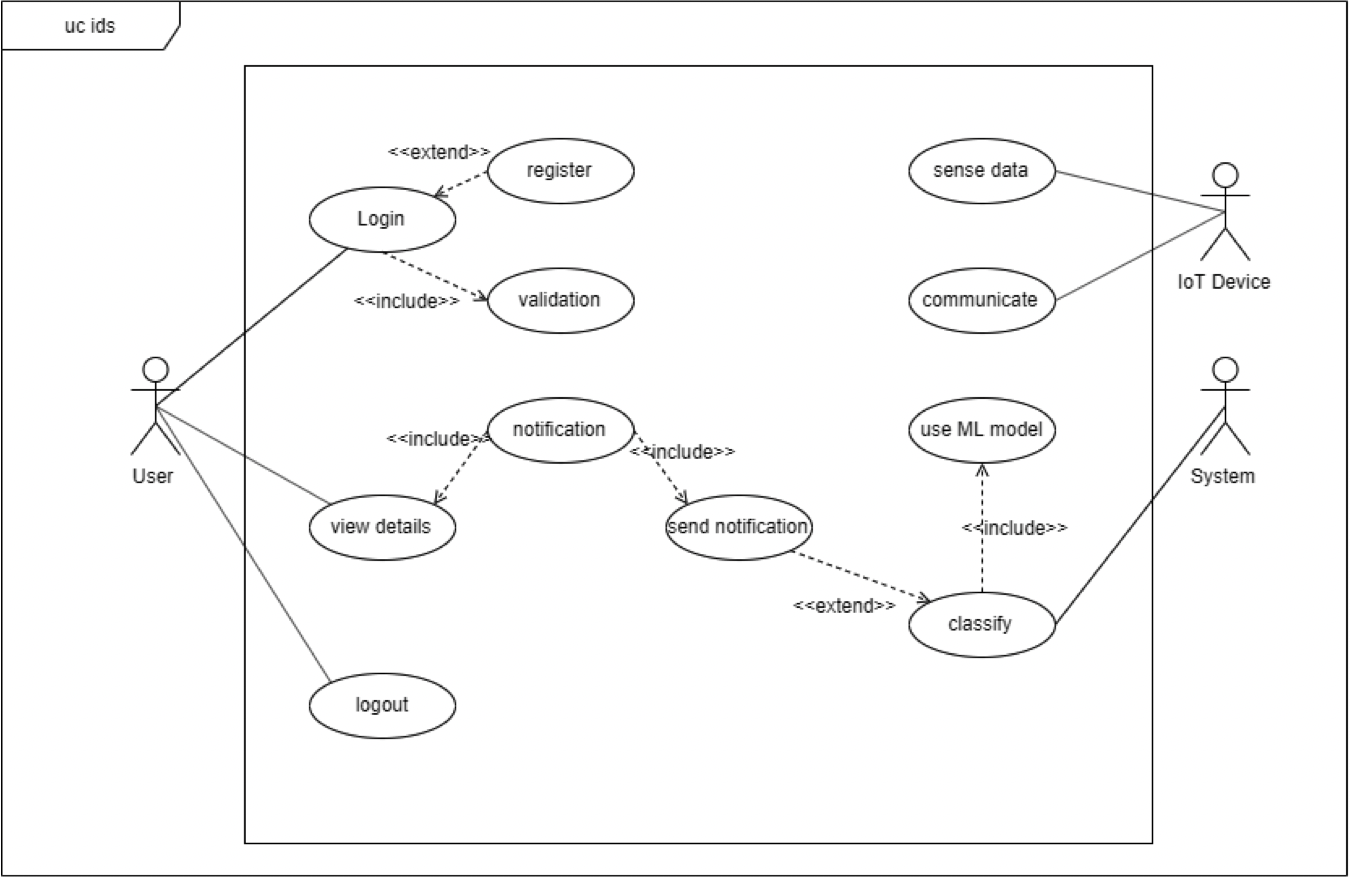 uc ids
<<extend>>
register
sense data
Login
IoT Device
<<include>>
validation
communicate
<<include>>
notification
<<include>>
use ML model
User
System
view details
send notification
<<include>>
<<extend>>
classify
logout